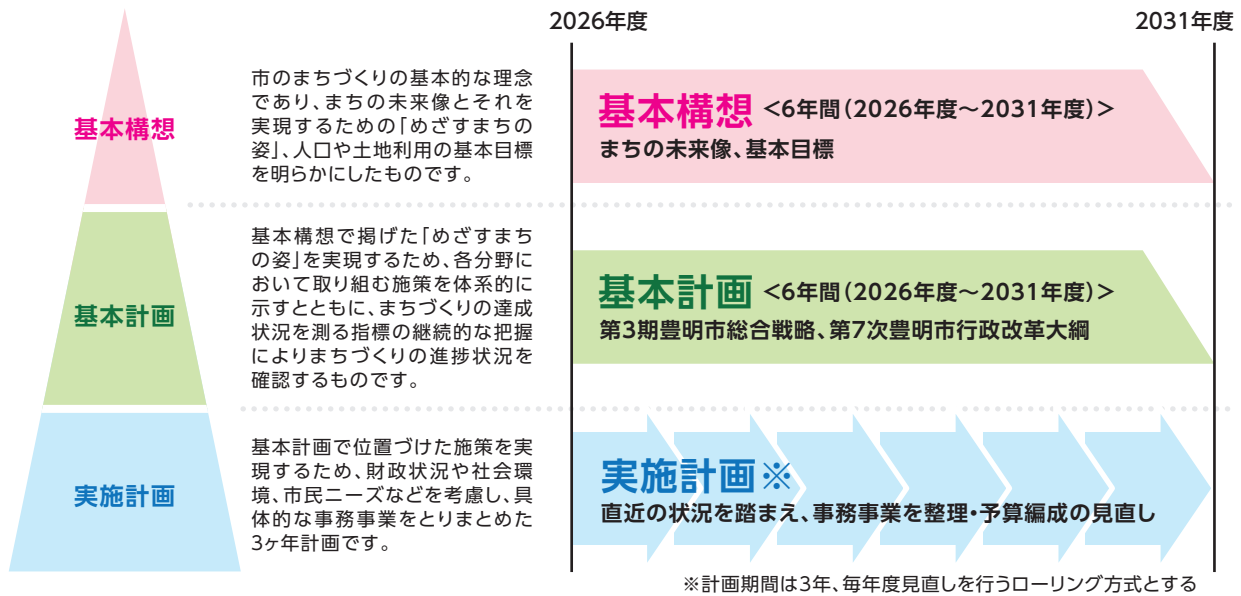 2026年度
2031年度
基本構想
市のまちづくりの基本的な理念
であり、まちの未来像とそれを
実現するための「めざすまちの
姿」、人口や土地利用の基本目標
を明らかにしたものです。
基本構想 <6年間(2026年度〜2031年度)>
まちの未来像、基本目標
基本計画
基本構想で掲げた「めざすまち
の姿」を実現するため、各分野に
おいて取り組む施策を体系的に
示すとともに、まちづくりの達成
状況を測る指標の継続的な把握
によりまちづくりの進捗状況を
確認するものです。
基本計画 <6年間(2026年度〜2031年度)>
第3期豊明市総合戦略、第7次豊明市行政改革大綱
実施計画
基本計画で位置づけた施策を実
現するため、財政状況や社会環
境、市民ニーズなどを考慮し、具
体的な事務事業をとりまとめた
3ヶ年計画です。
実施計画※
直近の状況を踏まえ、事務事業を整理・予算編成の見直し
※計画期間は3年、毎年度見直しを行うローリング方式とする